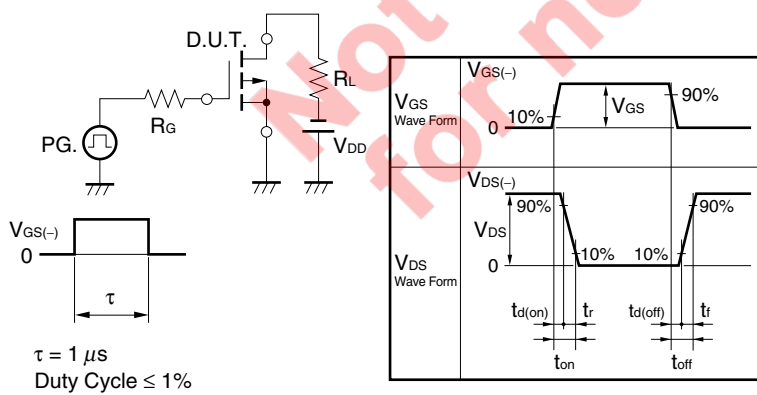 Not
for n
D.U.T.
RL
RG
PG.
VDD
VGS(−)
0
τ
τ = 1 μs
Duty Cycle ≤ 1%
VGS
Wave Form
VGS(−)
10%
0
VGS
90%
VDS
Wave Form
VDS(−)
90%
VDS
0
10%
10%
90%
td(on)
tr
td(off)
tf
ton
toff